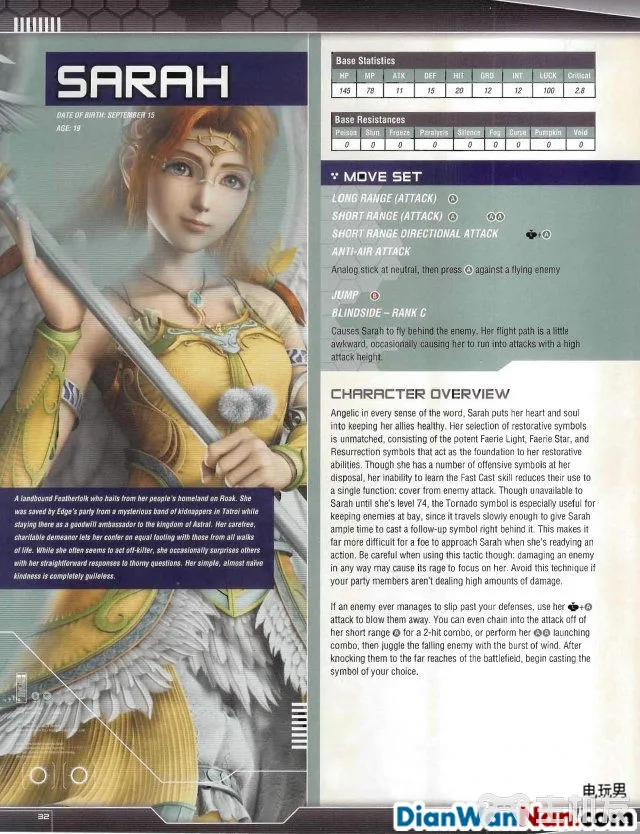 SARAH
DATE OF BIRTH: SEPTEMBER 15
AGE: 19
A landbound Featherfolk who hails from her people's homeland on Roak. She
was saved by Edge's party from a mysterious band of kidnappers in Tatroi while
staying there as a goodwill ambassador to the kingdom of Astral. Her carefree,
charitable demeaner lets her confer on equal footing with those from all walks
of life. While she often seems to act off-kilter, she occasionally surprises others
with her straightforward responses to thorny questions. Her simple, almost naïve
kindness is completely guileless.
32
Base Statistics
HP MP ATK DEF HIT GRD INT LUCK Critical
145 78 11 15 20 12 12 100 2.8
Base Resistances
Poison Stun Freeze Paralysis Silence Fog Curse Pumpkin Void
0 0 0 0 0 0 0 0 0
MOVE SET
LONG RANGE (ATTACK) A
SHORT RANGE (ATTACK) A AA
SHORT RANGE DIRECTIONAL ATTACK +A
ANTI-AIR ATTACK
Analog stick at neutral, then press A against a flying enemy
JUMP B
BLINDSIDE – RANK C
Causes Sarah to fly behind the enemy. Her flight path is a little
awkward, occasionally causing her to run into attacks with a high
attack height.
CHARACTER OVERVIEW
Angelic in every sense of the word, Sarah puts her heart and soul
into keeping her allies healthy. Her selection of restorative symbols
is unmatched, consisting of the potent Faerie Light, Faerie Star, and
Resurrection symbols that act as the foundation to her restorative
abilities. Though she has a number of offensive symbols at her
disposal, her inability to learn the Fast Cast skill reduces their use to
a single function: cover from enemy attack. Though unavailable to
Sarah until she's level 74, the Tornado symbol is especially useful for
keeping enemies at bay, since it travels slowly enough to give Sarah
ample time to cast a follow-up symbol right behind it. This makes it
far more difficult for a foe to approach Sarah when she's readying an
action. Be careful when using this tactic though: damaging an enemy
in any way may cause its rage to focus on her. Avoid this technique if
your party members aren't dealing high amounts of damage.
If an enemy ever manages to slip past your defenses, use her +A
attack to blow them away. You can even chain into the attack off of
her short range A for a 2-hit combo, or perform her AA launching
combo, then juggle the falling enemy with the burst of wind. After
knocking them to the far reaches of the battlefield, begin casting the
symbol of your choice.
电玩男
DianWanNan.com